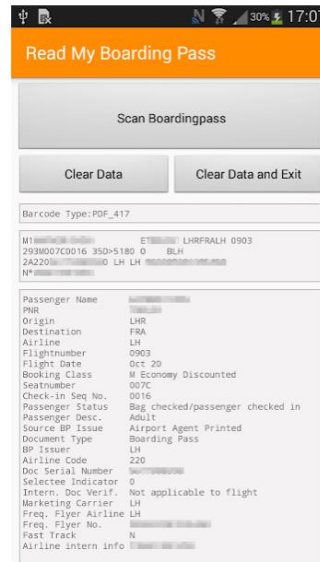 30% 17:07
Read My Boarding Pass
Scan Boardingpass
Clear Data
Clear Data and Exit
Barcode Type:PDF_417
M1 LHRFRALH 0903
293M007C0016 35D>5180 O BLH
2A220 0 LH LH
N*
Passenger Name
PNR
Origin LHR
Destination FRA
Airline LH
Flightnumber 0903
Flight Date Oct 20
Booking Class M Economy Discounted
Seatnumber 007C
Check-in Seq No. 0016
Passenger Status Bag checked/passenger checked in
Passenger Desc. Adult
Source BP Issue Airport Agent Printed
Document Type Boarding Pass
BP Issuer LH
Airline Code 220
Doc Serial Number
Selectee Indicator 0
Intern. Doc Verif. Not applicable to flight
Marketing Carrier LH
Freq. Flyer Airline LH
Freq. Flyer No.
Fast Track N
Airline intern info